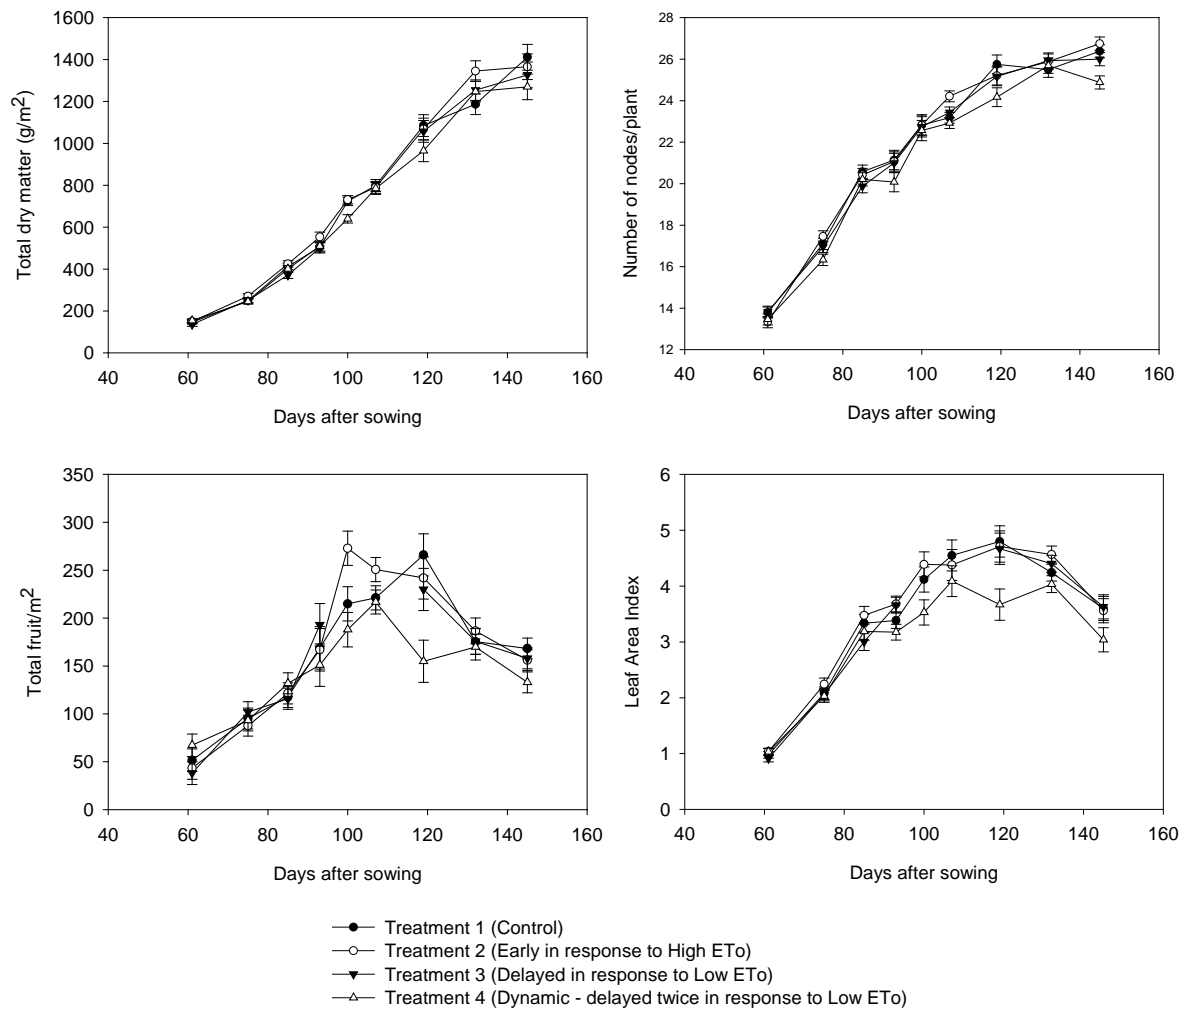 1600
1400
1200
1000
800
600
400
200
0
Total dry matter (g/m2)
40 60 80 100 120 140 160
Days after sowing
28
26
24
22
20
18
16
14
12
Number of nodes/plant
40 60 80 100 120 140 160
Days after sowing
350
300
250
200
150
100
50
0
Total fruit/m2
40 60 80 100 120 140 160
Days after sowing
6
5
4
3
2
1
0
Leaf Area Index
40 60 80 100 120 140 160
Days after sowing
Treatment 1 (Control)
Treatment 2 (Early in response to High ETo)
Treatment 3 (Delayed in response to Low ETo)
Treatment 4 (Dynamic - delayed twice in response to Low ETo)